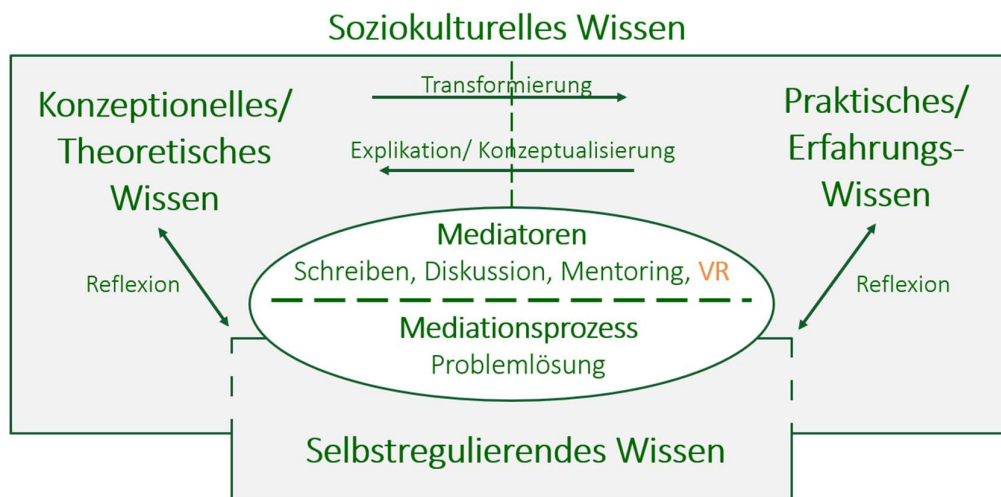 Soziokulturelles Wissen
Konzeptionelles/
Theoretisches
Wissen
Transformierung
Explikation/ Konzeptualisierung
Praktisches/
Erfahrungs-
Wissen
Reflexion
Mediatoren
Schreiben, Diskussion, Mentoring, VR
Mediationsprozess
Problemlösung
Reflexion
Selbstregulierendes Wissen